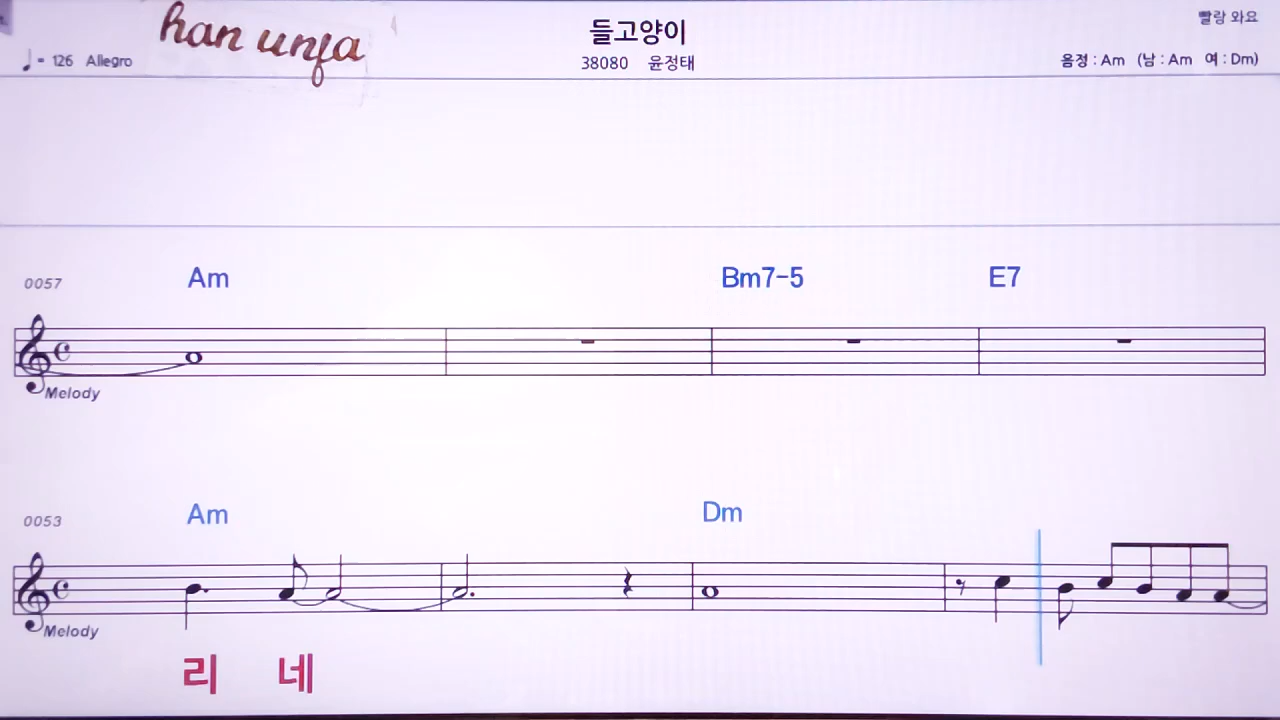 han unfa
들고양이
빨랑 와요
♩= 126 Allegro
38080 윤정태
음정 : Am (남 : Am 여 : Dm)
0057 Am Bm7-5 E7
Melody
0053 Am Dm
Melody
리 네